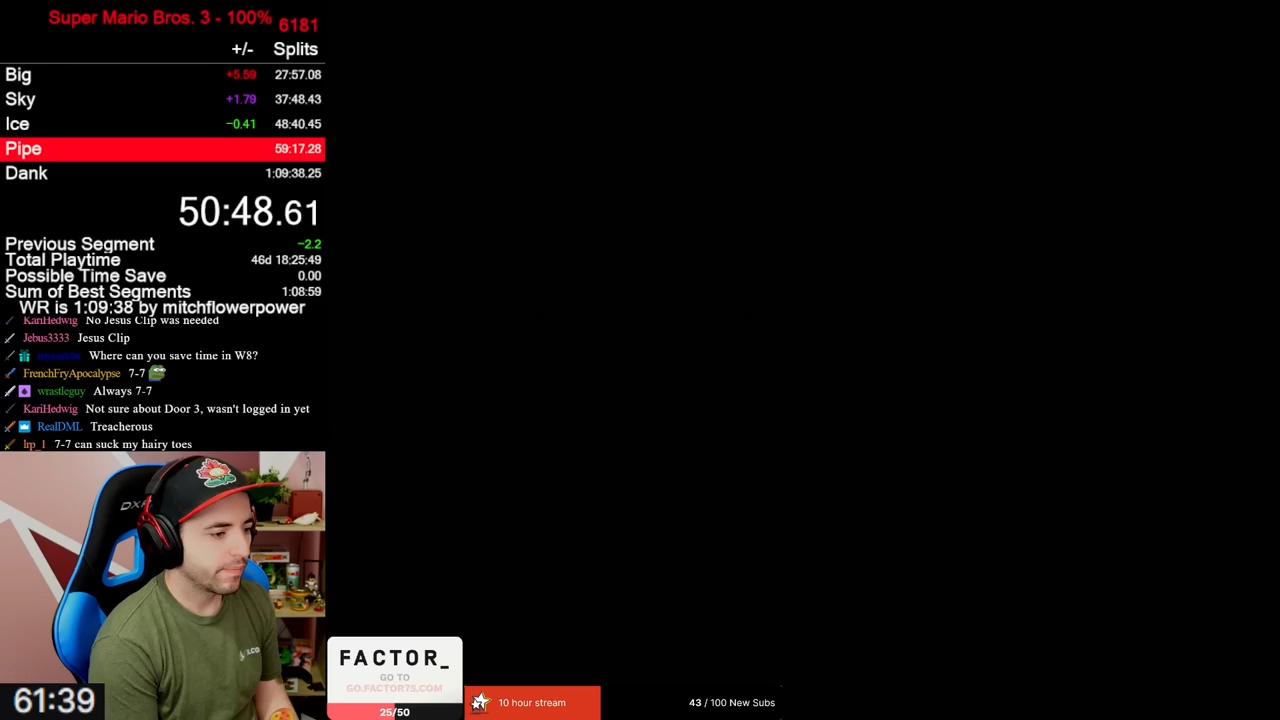 Super Mario Bros. 3 - 100% 6181
+/- Splits
Big +5.59 27:57.08
Sky +1.79 37:48.43
Ice −0.41 48:40.45
Pipe 59:17.28
Dank 1:09:38.25
50:48.61
Previous Segment −2.2
Total Playtime 46d 18:25:49
Possible Time Save 0.00
Sum of Best Segments 1:08:59
WR is 1:09:38 by mitchflowerpower
KariHedwig No Jesus Clip was needed
Jebus3333 Jesus Clip
Where can you save time in W8?
FrenchFryApocalypse 7-7
wrastleguy Always 7-7
KariHedwig Not sure about Door 3, wasn't logged in yet
RealDML Treacherous
lrp_1 7-7 can suck my hairy toes
61:39
FACTOR_
GO TO
GO.FACTOR75.COM
25/50
10 hour stream
43 / 100 New Subs